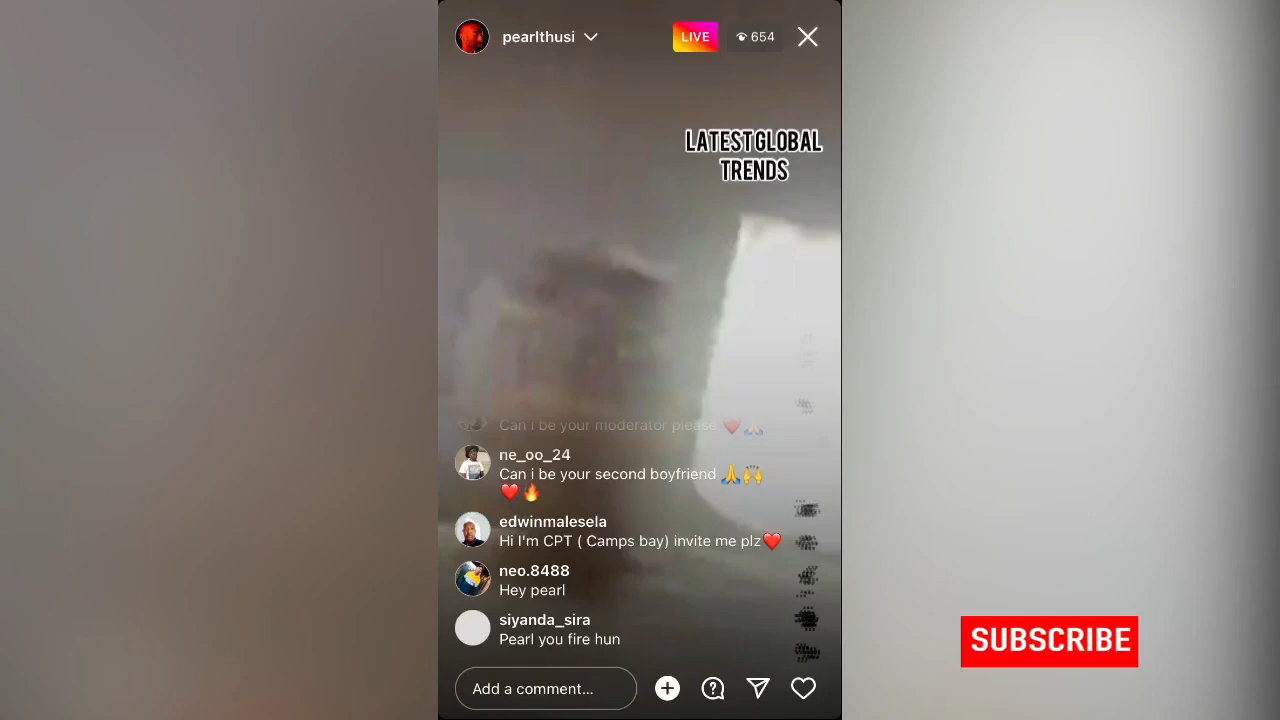 pearlthusi
LIVE
654
LATEST GLOBAL
TRENDS
Can i be your moderator please ❤️🙏🏻
ne_oo_24
Can i be your second boyfriend 🙏🙌
❤️🔥
edwinmalesela
Hi I'm CPT ( Camps bay) invite me plz❤️
neo.8488
Hey pearl
siyanda_sira
Pearl you fire hun
Add a comment...
SUBSCRIBE